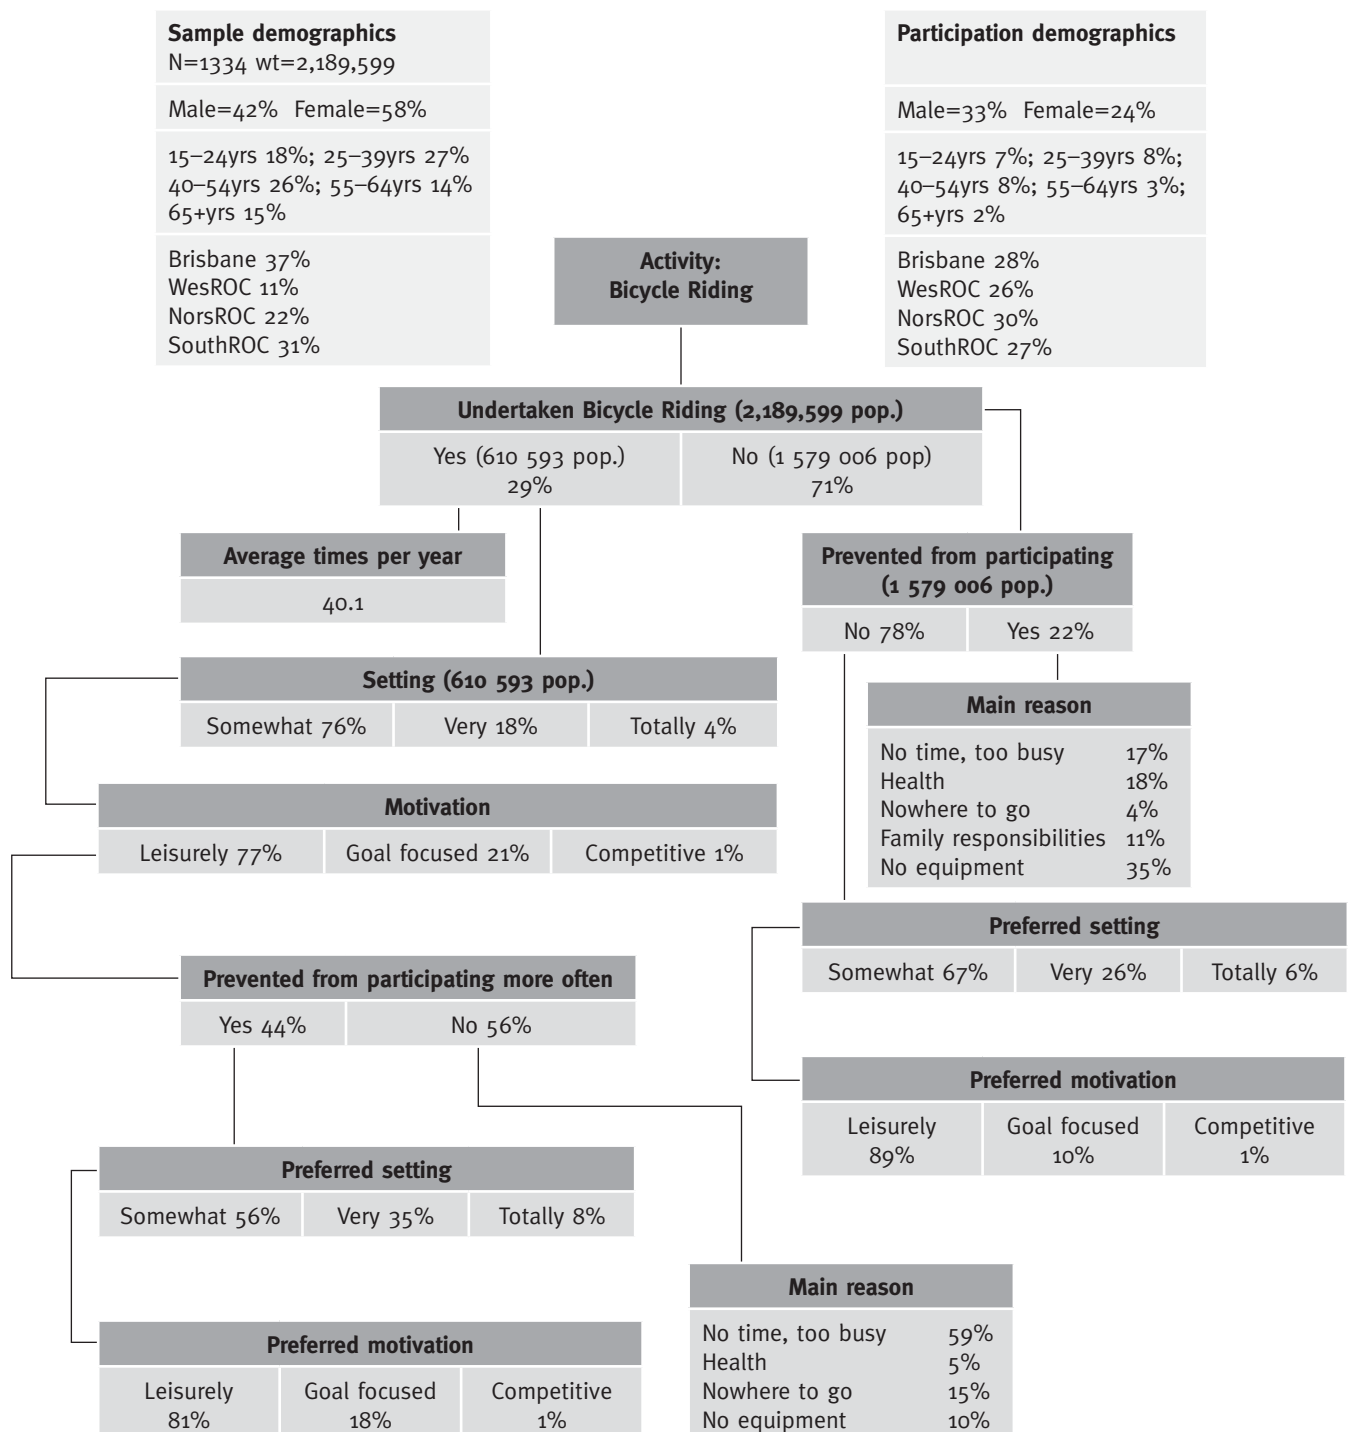 Sample demographics
N=1334 wt=2,189,599
Male=42% Female=58%
15–24yrs 18%; 25–39yrs 27%
40–54yrs 26%; 55–64yrs 14%
65+yrs 15%
Brisbane 37%
WesROC 11%
NorsROC 22%
SouthROC 31%
Participation demographics
Male=33% Female=24%
15–24yrs 7%; 25–39yrs 8%;
40–54yrs 8%; 55–64yrs 3%;
65+yrs 2%
Brisbane 28%
WesROC 26%
NorsROC 30%
SouthROC 27%
Activity:
Bicycle Riding
Undertaken Bicycle Riding (2,189,599 pop.)
Yes (610 593 pop.)
29%
No (1 579 006 pop)
71%
Average times per year
40.1
Prevented from participating
(1 579 006 pop.)
No 78%
Yes 22%
Setting (610 593 pop.)
Somewhat 76%
Very 18%
Totally 4%
Main reason
No time, too busy 17%
Health 18%
Nowhere to go 4%
Family responsibilities 11%
No equipment 35%
Motivation
Leisurely 77%
Goal focused 21%
Competitive 1%
Preferred setting
Somewhat 67%
Very 26%
Totally 6%
Prevented from participating more often
Yes 44%
No 56%
Preferred motivation
Leisurely
89%
Goal focused
10%
Competitive
1%
Preferred setting
Somewhat 56%
Very 35%
Totally 8%
Main reason
No time, too busy 59%
Health 5%
Nowhere to go 15%
No equipment 10%
Preferred motivation
Leisurely
81%
Goal focused
18%
Competitive
1%